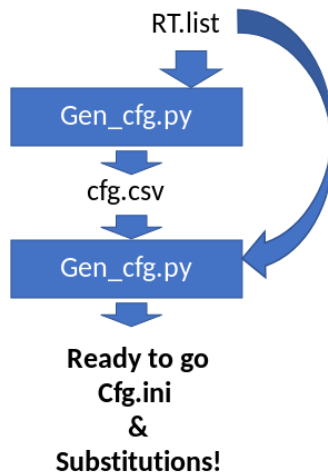 RT.list
Gen_cfg.py
cfg.csv
Gen_cfg.py
Ready to go
Cfg.ini
&
Substitutions!